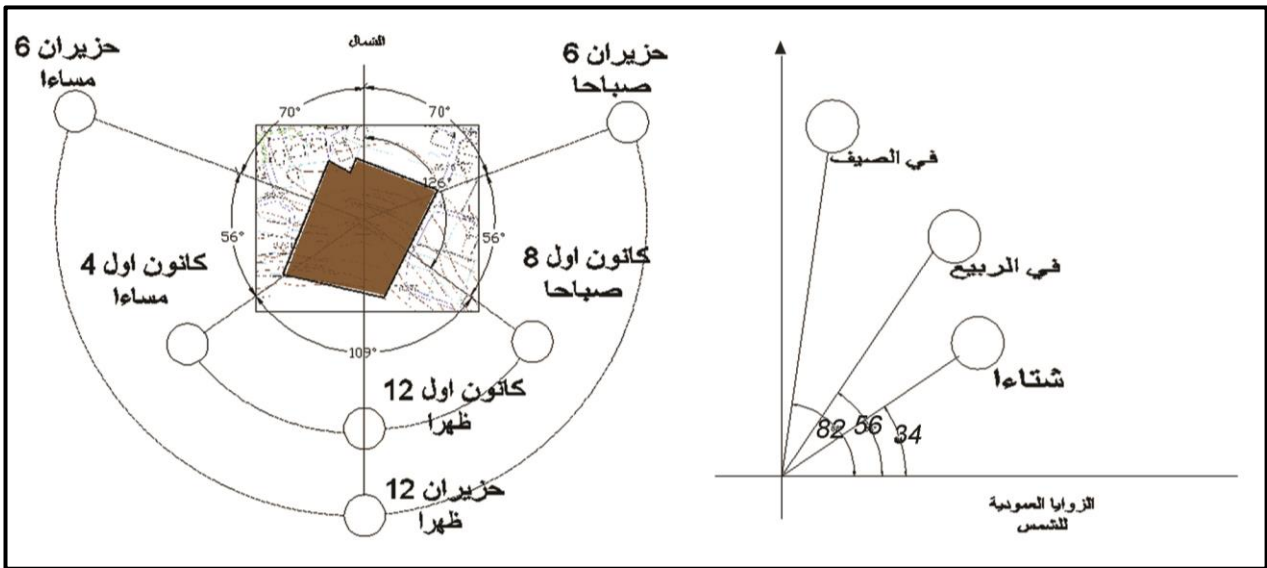 الشمال
حزيران 6
مساءا
حزيران 6
صباحا
70°
70°
126°
56°
56°
كانون اول 4
مساءا
كانون اول 8
صباحا
109°
كانون اول 12
ظهرا
حزيران 12
ظهرا
في الصيف
في الربيع
شتاءا
82
56
34
الزوايا العمودية
للشمس